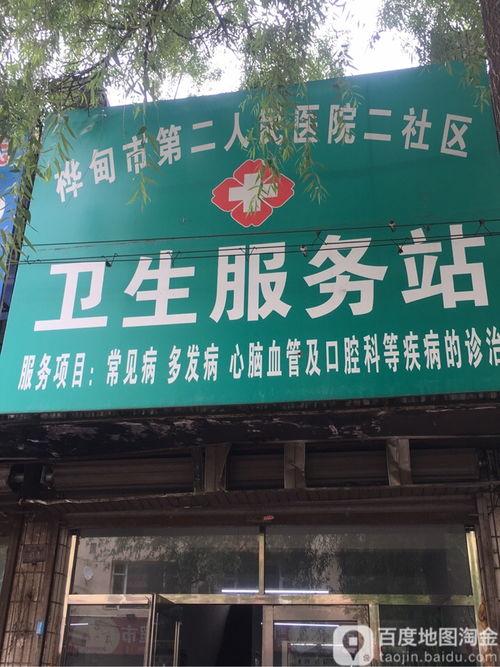 桦甸市第二人民医院二社区
卫生服务站
服务项目：常见病 多发病 心脑血管及口腔科等疾病的诊治
百度地图淘金
taojin.baidu.com